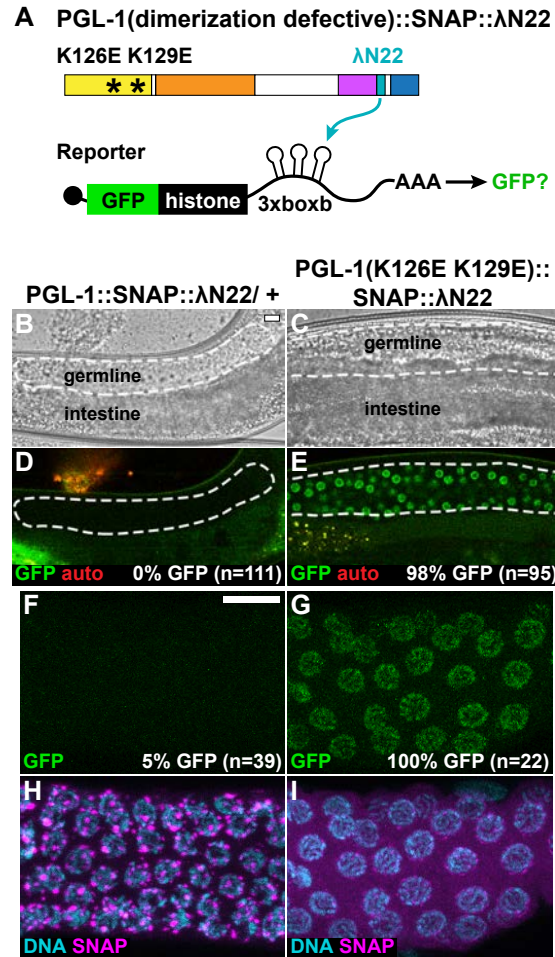 A PGL-1(dimerization defective)::SNAP::λN22
K126E K129E λN22
* *
Reporter
GFP histone 3xboxb AAA GFP?
PGL-1::SNAP::λN22/ +
PGL-1(K126E K129E)::
SNAP::λN22
B
germline
intestine
C
germline
intestine
D
GFP auto 0% GFP (n=111)
E
GFP auto 98% GFP (n=95)
F
GFP 5% GFP (n=39)
G
GFP 100% GFP (n=22)
H
DNA SNAP
I
DNA SNAP